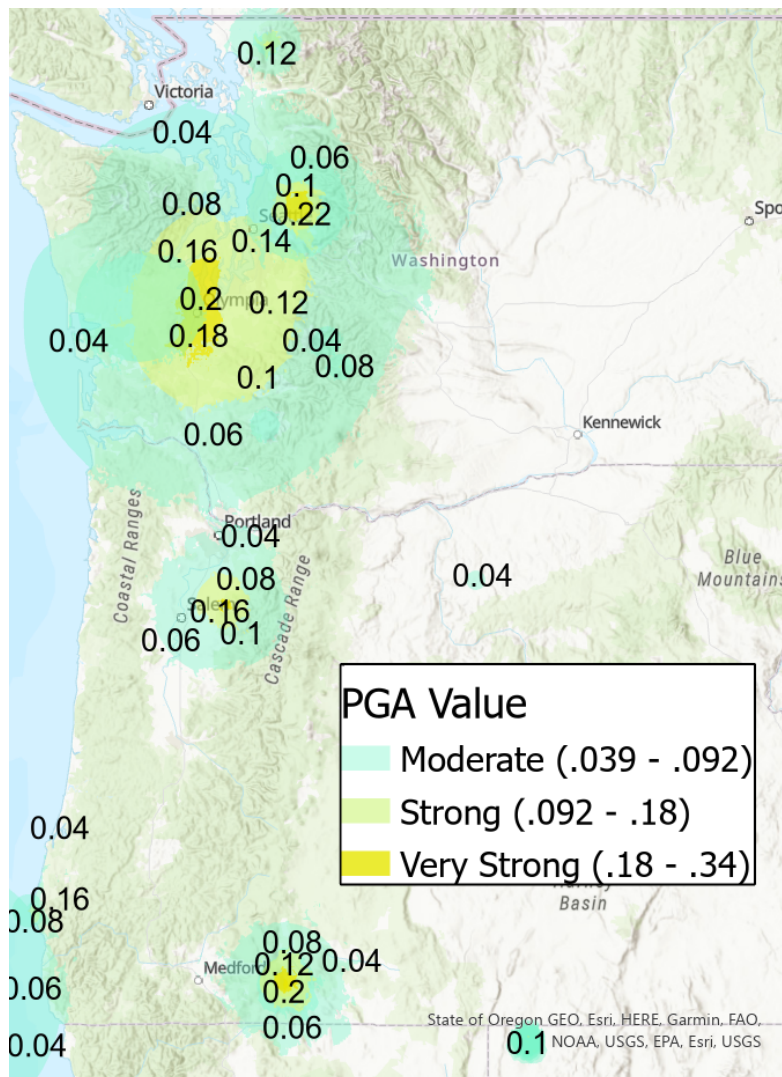 0.12
Victoria
0.04
0.06
0.1
0.08
0.22
Spo
0.14
0.16
Washington
0.2
0.12
0.18
0.04
0.04
0.08
0.1
0.06
Kennewick
Portland
0.04
Coastal Ranges
Cascade Range
0.04
Blue
Mountains
0.08
0.16
0.06
0.1
PGA Value
Moderate (.039 - .092)
Strong (.092 - .18)
Very Strong (.18 - .34)
0.04
0.16
0.08
Basin
0.08
0.12
0.04
Medford
0.2
0.06
0.06
State of Oregon GEO, Esri, HERE, Garmin, FAO,
0.1
NOAA, USGS, EPA, Esri, USGS
0.04